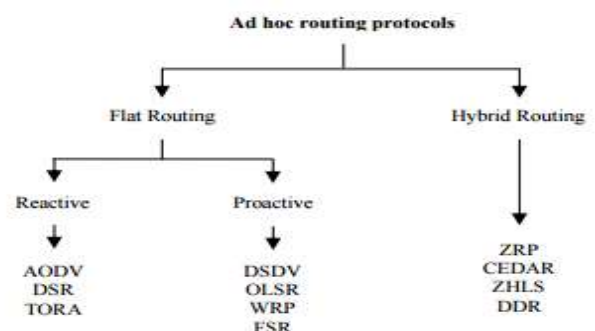 Ad hoc routing protocols
Flat Routing
Hybrid Routing
Reactive
Proactive
AODV
DSR
TORA
DSDV
OLSR
WRP
FSR
ZRP
CEDAR
ZHLS
DDR